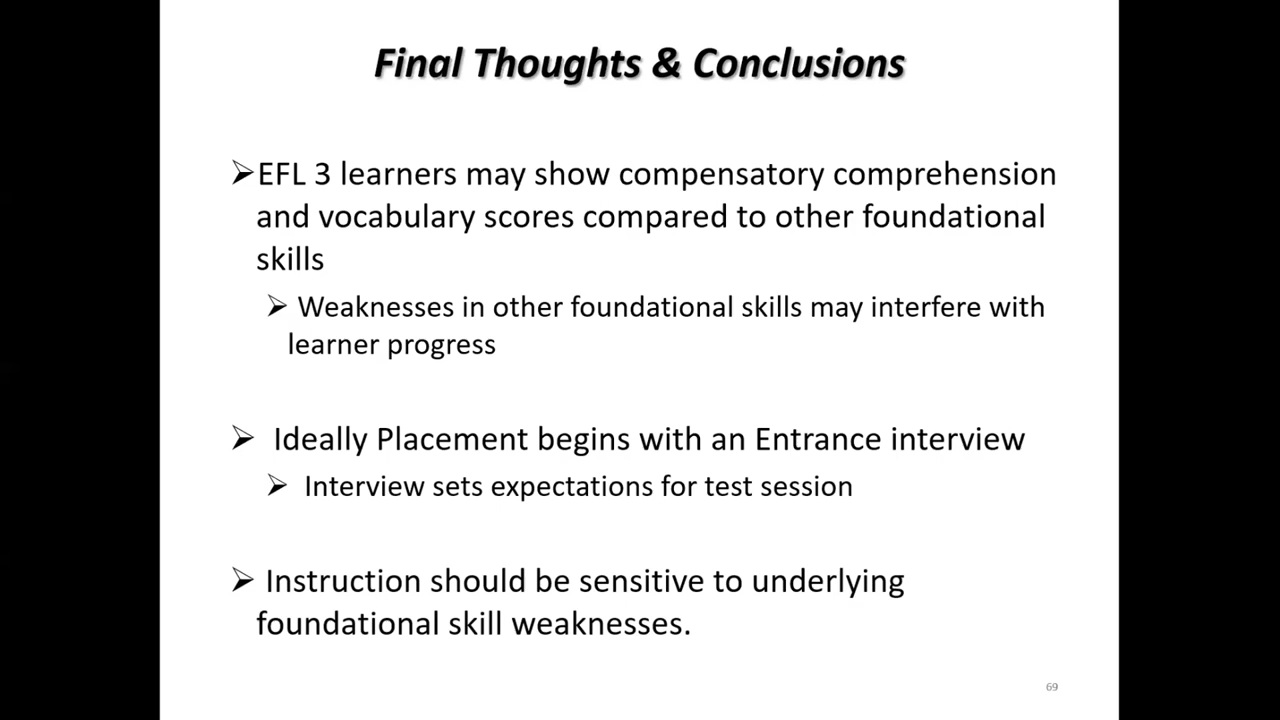 Final Thoughts & Conclusions
➢EFL 3 learners may show compensatory comprehension
and vocabulary scores compared to other foundational
skills
➢ Weaknesses in other foundational skills may interfere with
learner progress
➢ Ideally Placement begins with an Entrance interview
➢ Interview sets expectations for test session
➢ Instruction should be sensitive to underlying
foundational skill weaknesses.
69